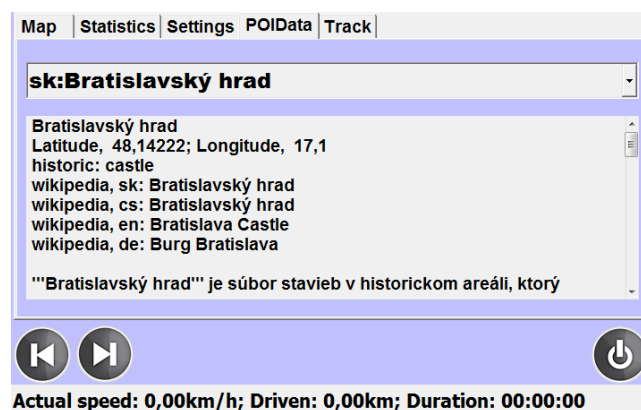 Map Statistics Settings POIData Track
sk:Bratislavský hrad
Bratislavský hrad
Latitude, 48,14222; Longitude, 17,1
historic: castle
wikipedia, sk: Bratislavský hrad
wikipedia, cs: Bratislavský hrad
wikipedia, en: Bratislava Castle
wikipedia, de: Burg Bratislava
'''Bratislavský hrad''' je súbor stavieb v historickom areáli, ktorý
Actual speed: 0,00km/h; Driven: 0,00km; Duration: 00:00:00